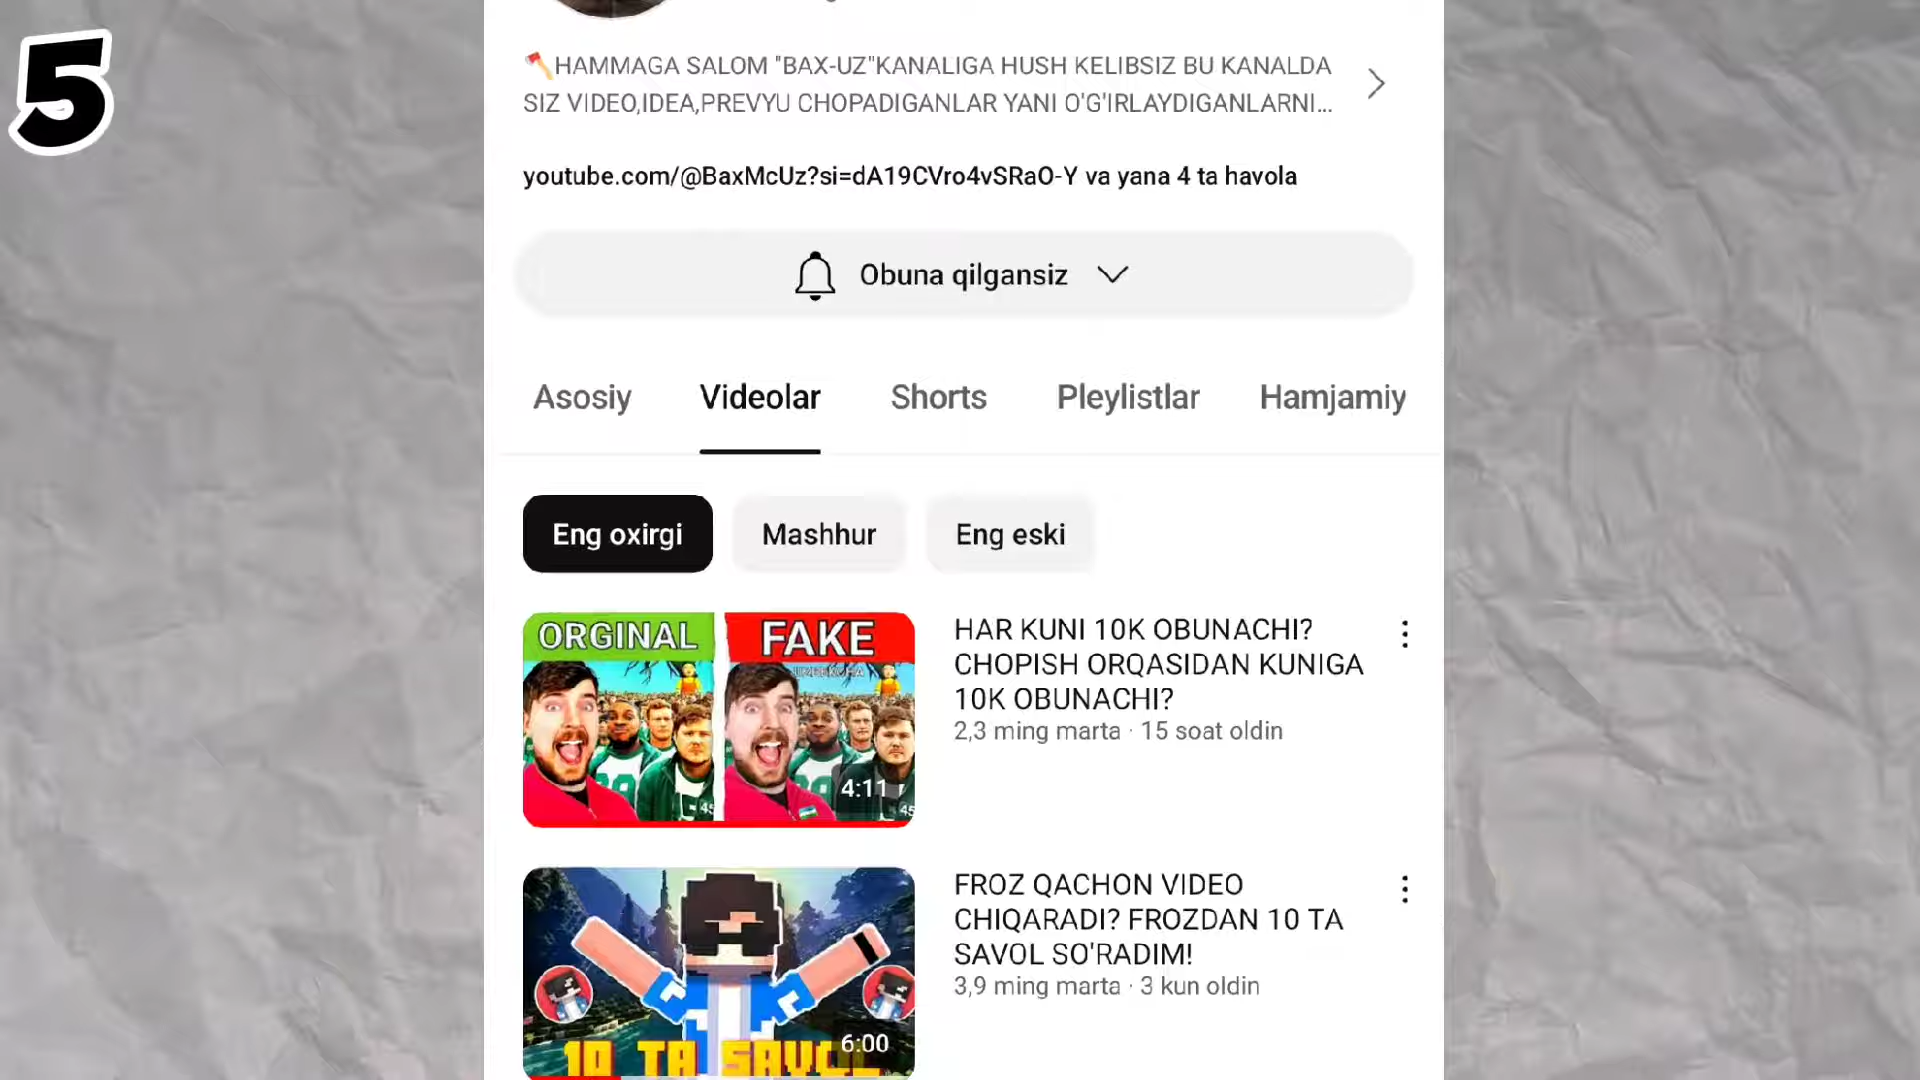 5
🪓HAMMAGA SALOM "BAX-UZ"KANALIGA HUSH KELIBSIZ BU KANALDA
SIZ VIDEO,IDEA,PREVYU CHOPADIGANLAR YANI O'G'IRLAYDIGANLARNI...
youtube.com/@BaxMcUz?si=dA19CVro4vSRaO-Y va yana 4 ta havola
Obuna qilgansiz
Asosiy Videolar Shorts Pleylistlar Hamjamiy
Eng oxirgi Mashhur Eng eski
ORGINAL FAKE
4:11
HAR KUNI 10K OBUNACHI?
CHOPISH ORQASIDAN KUNIGA
10K OBUNACHI?
2,3 ming marta · 15 soat oldin
10 TA SAVOL
6:00
FROZ QACHON VIDEO
CHIQARADI? FROZDAN 10 TA
SAVOL SO'RADIM!
3,9 ming marta · 3 kun oldin